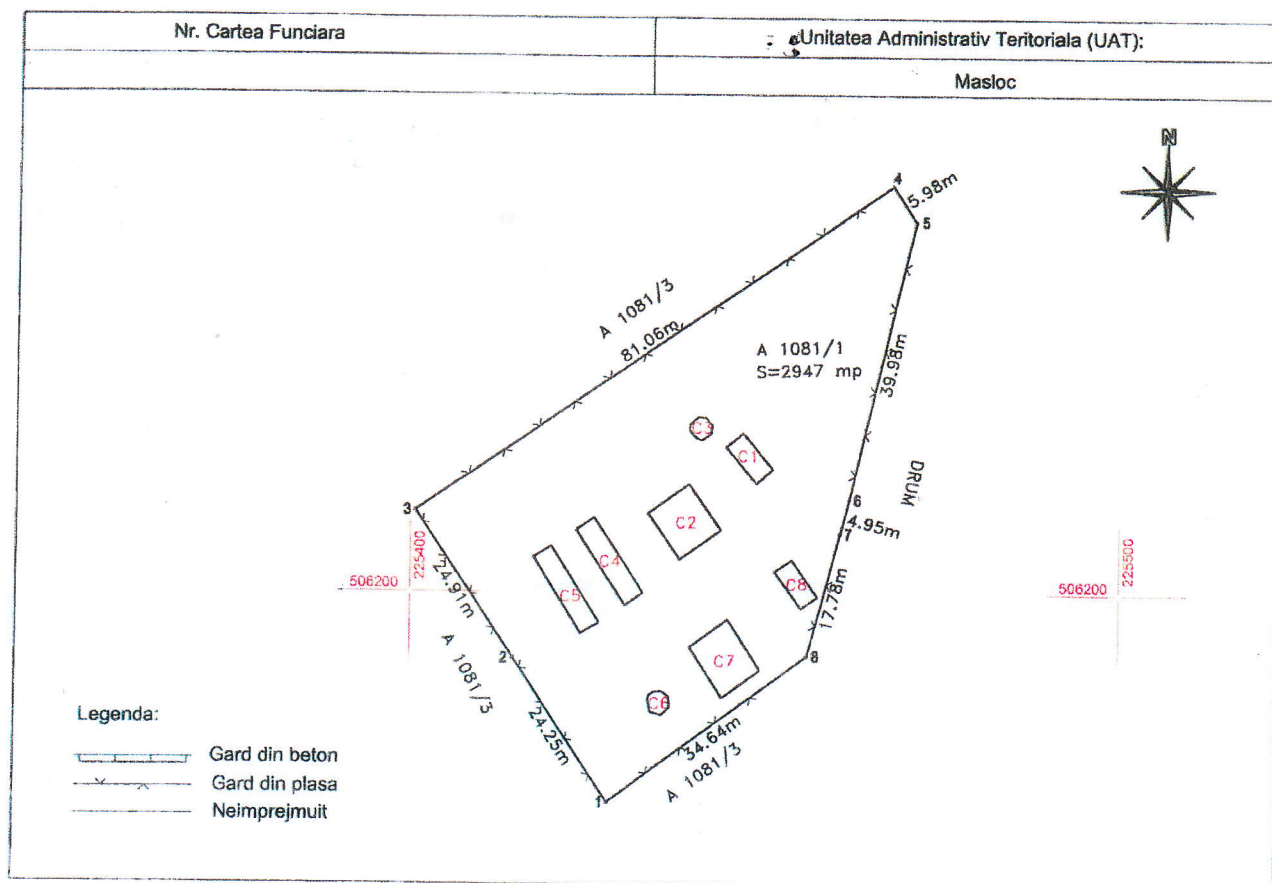 Nr. Cartea Funciara
Unitatea Administrativ Teritoriala (UAT):
Masloc
N
4
5.98m
5
A 1081/3
81.06m
A 1081/1
S=2947 mp
39.98m
C3
C1
DRUM
3
6
C2
4.95m
7
225400
506200
24.91m
C4
C5
C8
17.78m
225500
506200
2
A 1081/3
C7
8
C6
24.25m
34.64m
A 1081/3
1
Legenda:
Gard din beton
Gard din plasa
Neimprejmuit